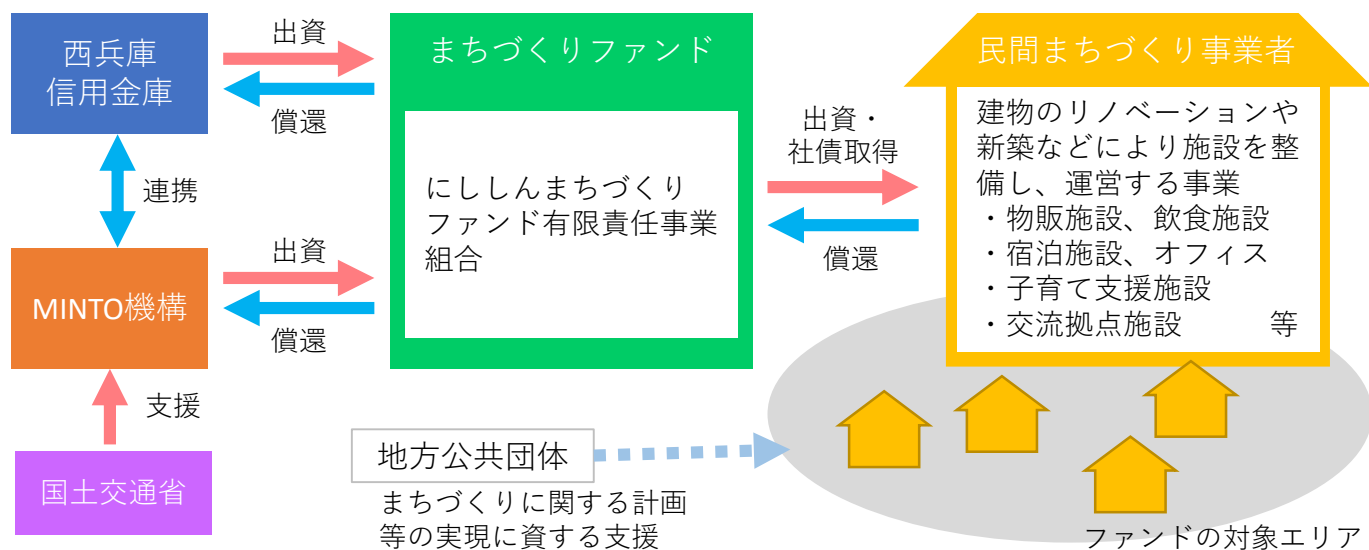 西兵庫
信用金庫
出資
償還
連携
MINTO機構
出資
償還
支援
国土交通省
まちづくりファンド
にししんまちづくり
ファンド有限責任事業
組合
出資・
社債取得
償還
民間まちづくり事業者
建物のリノベーションや
新築などにより施設を整
備し、運営する事業
・物販施設、飲食施設
・宿泊施設、オフィス
・子育て支援施設
・交流拠点施設　　等
地方公共団体
まちづくりに関する計画
等の実現に資する支援
ファンドの対象エリア